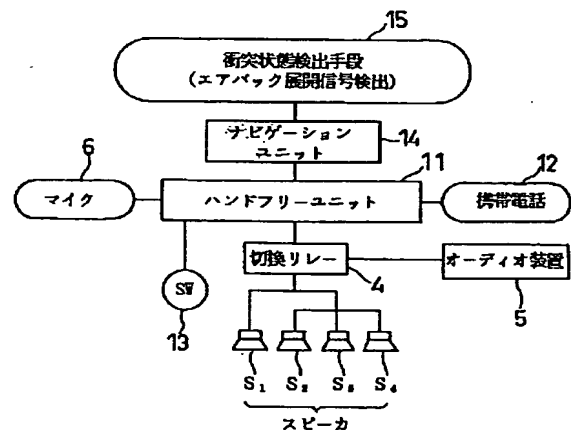 15
衝突状態検出手段
(エアバック展開信号検出)
ナビゲーション
ユニット
14
6
マイク
11
ハンドフリーユニット
12
携帯電話
切換リレー
4
オーディオ装置
5
SW
13
S₁ S₂ S₃ S₄
スピーカ